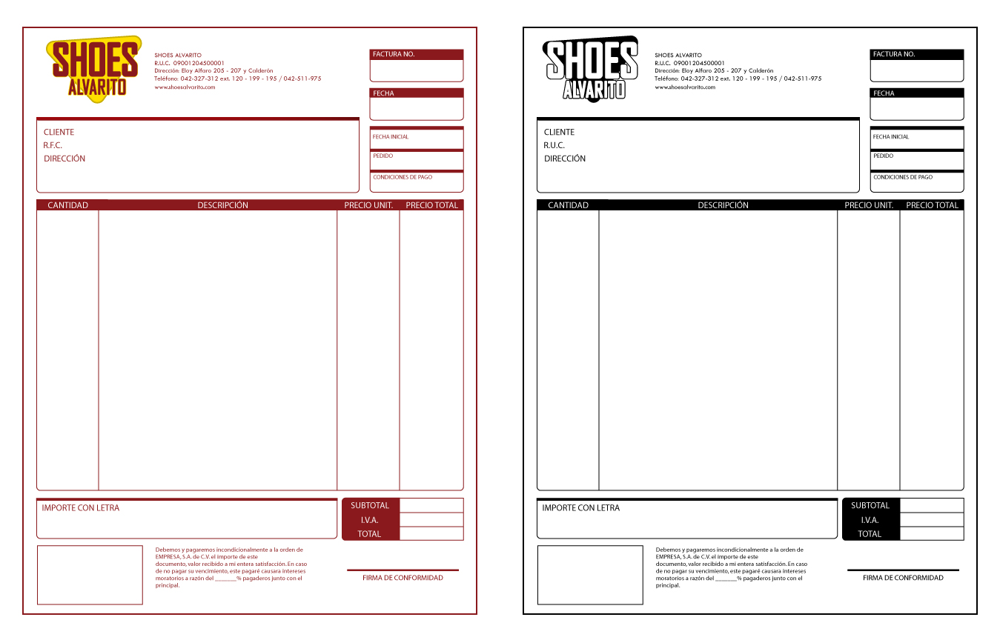 SHOES
ALVARITO
SHOES ALVARITO
R.U.C. 09001204500001
Dirección: Eloy Alfaro 205 - 207 y Calderón
Teléfono: 042-327-312 ext. 120 - 199 - 195 / 042-511-975
www.shoesalvarito.com
FACTURA NO.
FECHA
FECHA INICIAL
PEDIDO
CONDICIONES DE PAGO
CLIENTE
R.F.C.
DIRECCIÓN
CANTIDAD DESCRIPCIÓN PRECIO UNIT. PRECIO TOTAL
IMPORTE CON LETRA
SUBTOTAL
I.V.A.
TOTAL
Debemos y pagaremos incondicionalmente a la orden de
EMPRESA, S.A. de C.V. el importe de este
documento, valor recibido a mi entera satisfacción. En caso
de no pagar su vencimiento, este pagaré causara intereses
moratorios a razón del _______% pagaderos junto con el
principal.
FIRMA DE CONFORMIDAD
SHOES
ALVARITO
SHOES ALVARITO
R.U.C. 09001204500001
Dirección: Eloy Alfaro 205 - 207 y Calderón
Teléfono: 042-327-312 ext. 120 - 199 - 195 / 042-511-975
www.shoesalvarito.com
FACTURA NO.
FECHA
FECHA INICIAL
PEDIDO
CONDICIONES DE PAGO
CLIENTE
R.U.C.
DIRECCIÓN
CANTIDAD DESCRIPCIÓN PRECIO UNIT. PRECIO TOTAL
IMPORTE CON LETRA
SUBTOTAL
I.V.A.
TOTAL
Debemos y pagaremos incondicionalmente a la orden de
EMPRESA, S.A. de C.V. el importe de este
documento, valor recibido a mi entera satisfacción. En caso
de no pagar su vencimiento, este pagaré causara intereses
moratorios a razón del _______% pagaderos junto con el
principal.
FIRMA DE CONFORMIDAD